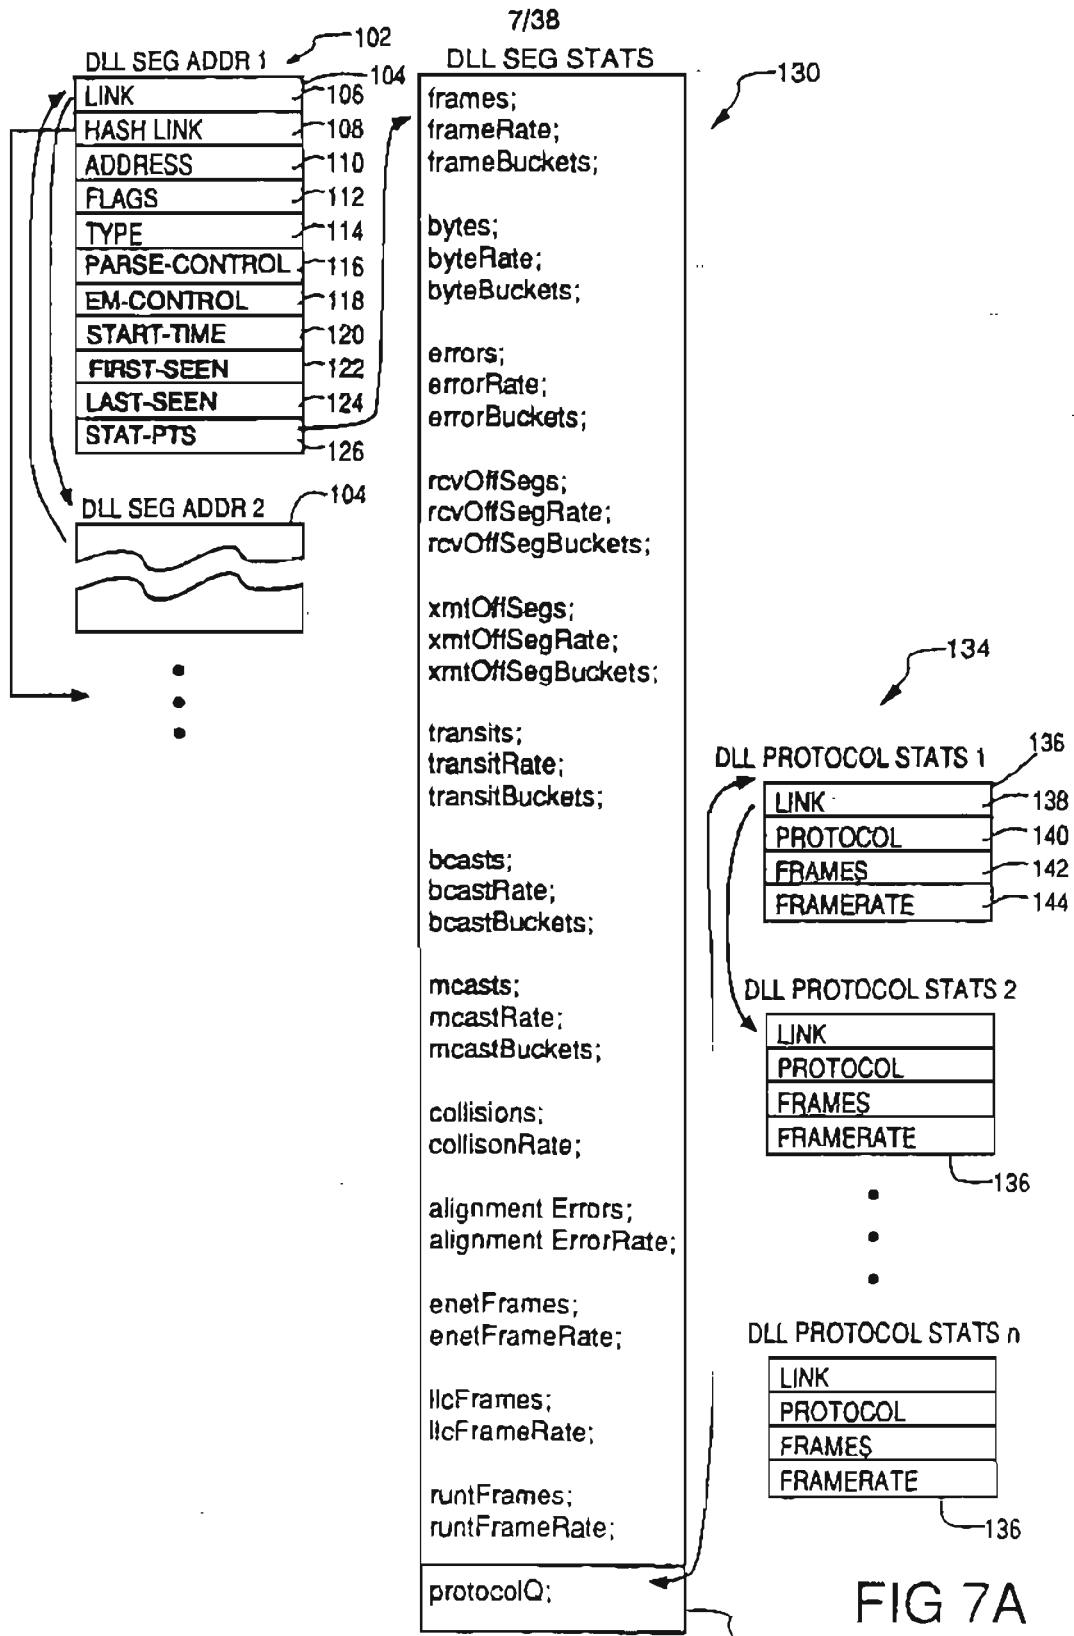 7/38
DLL SEG ADDR 1
102
104
LINK
106
HASH LINK
108
ADDRESS
110
FLAGS
112
TYPE
114
PARSE-CONTROL
116
EM-CONTROL
118
START-TIME
120
FIRST-SEEN
122
LAST-SEEN
124
STAT-PTS
126
DLL SEG ADDR 2
104
DLL SEG STATS
130
frames;
frameRate;
frameBuckets;
bytes;
byteRate;
byteBuckets;
errors;
errorRate;
errorBuckets;
rcvOffSegs;
rcvOffSegRate;
rcvOffSegBuckets;
xmtOffSegs;
xmtOffSegRate;
xmtOffSegBuckets;
transits;
transitRate;
transitBuckets;
bcasts;
bcastRate;
bcastBuckets;
mcasts;
mcastRate;
mcastBuckets;
collisions;
collisonRate;
alignment Errors;
alignment ErrorRate;
enetFrames;
enetFrameRate;
llcFrames;
llcFrameRate;
runtFrames;
runtFrameRate;
protocolQ;
134
DLL PROTOCOL STATS 1
136
LINK
138
PROTOCOL
140
FRAMES
142
FRAMERATE
144
DLL PROTOCOL STATS 2
LINK
PROTOCOL
FRAMES
FRAMERATE
136
DLL PROTOCOL STATS n
LINK
PROTOCOL
FRAMES
FRAMERATE
136
FIG 7A